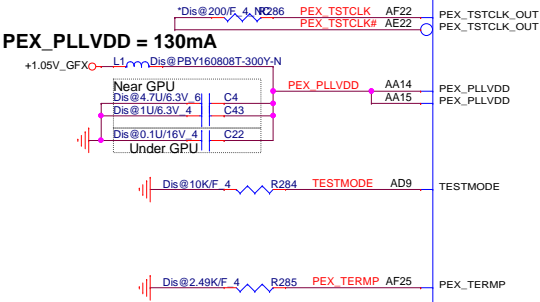 *Dis@200/F_4_NC R286 PEX_TSTCLK AF22 PEX_TSTCLK_OUT
PEX_TSTCLK# AE22 PEX_TSTCLK_OUT
PEX_PLLVDD = 130mA
+1.05V_GFX L1 Dis@PBY160808T-300Y-N
Near GPU PEX_PLLVDD AA14 PEX_PLLVDD
Dis@4.7U/6.3V_6 C4 AA15 PEX_PLLVDD
Dis@1U/6.3V_4 C43
Dis@0.1U/16V_4 C22
Under GPU
Dis@10K/F_4 R284 TESTMODE AD9 TESTMODE
Dis@2.49K/F_4 R285 PEX_TERMP AF25 PEX_TERMP